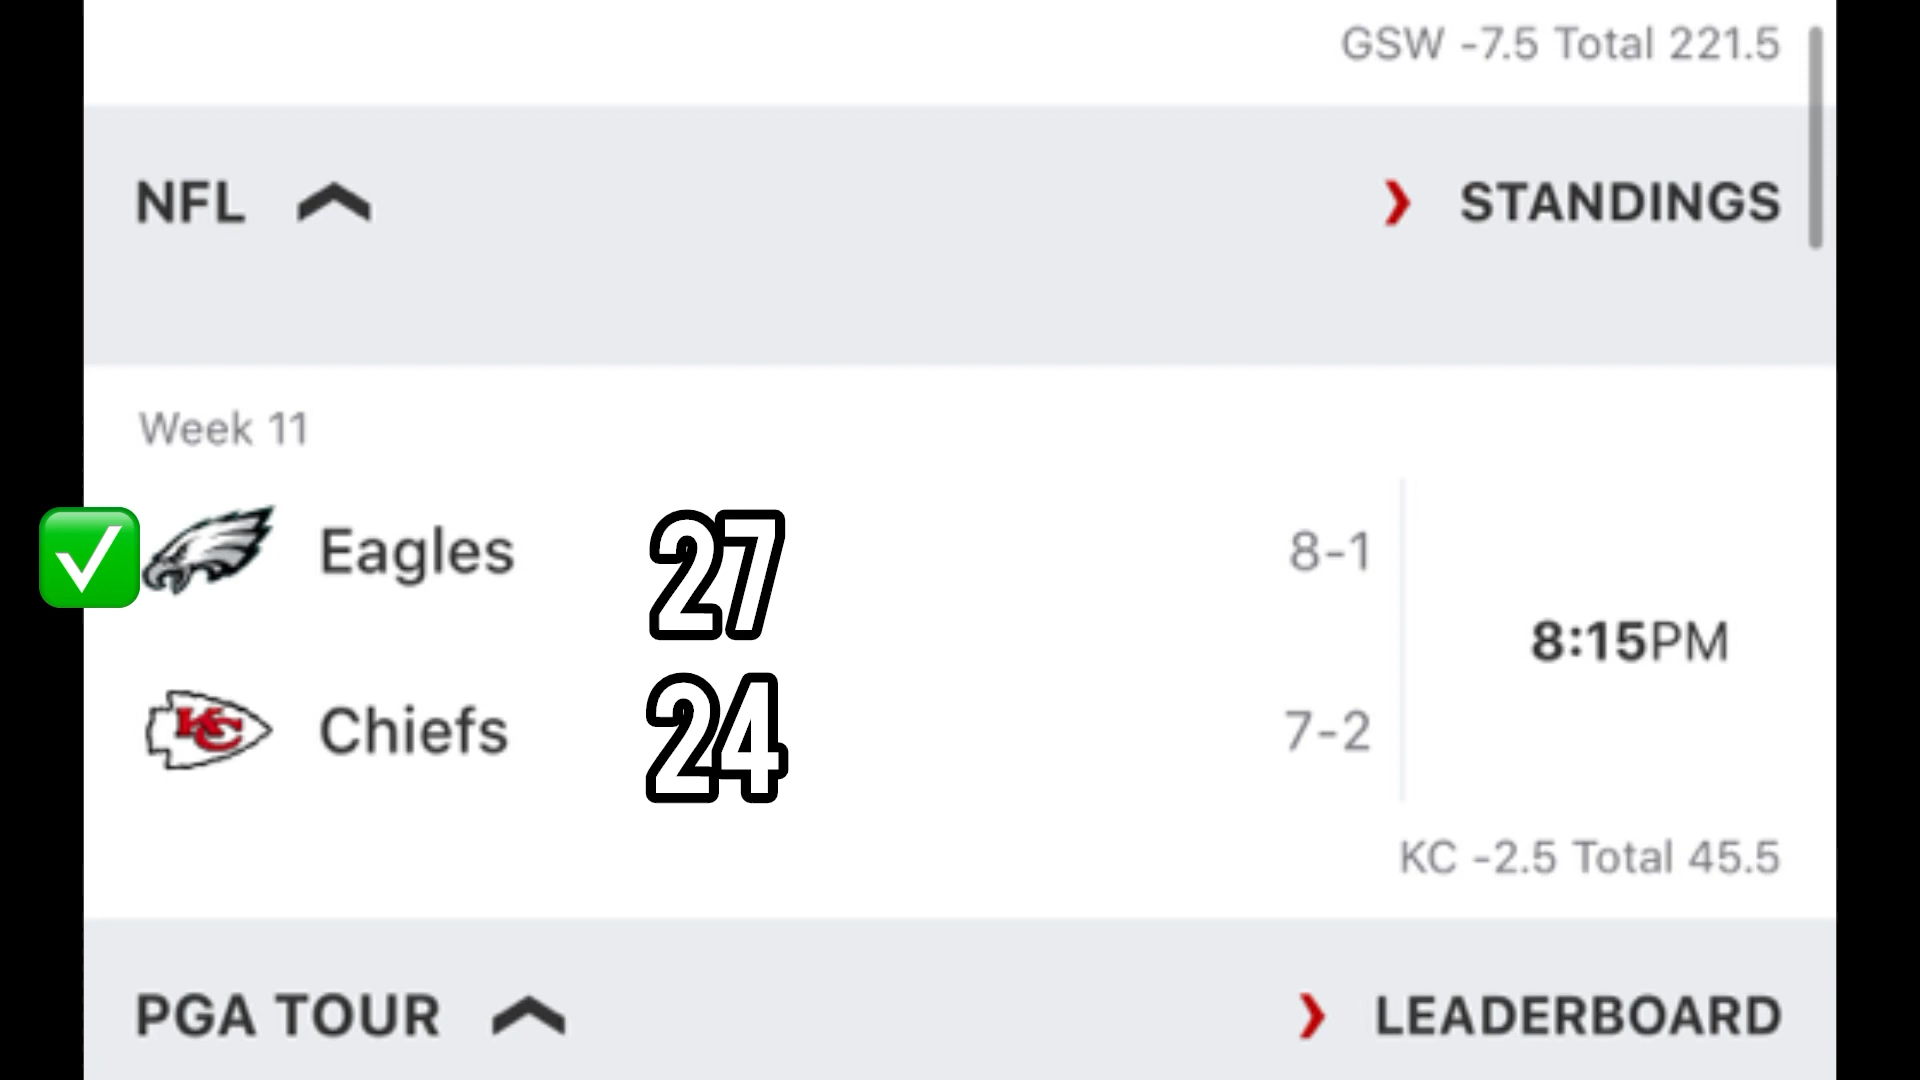 GSW -7.5 Total 221.5
NFL
STANDINGS
Week 11
Eagles 27 8-1
8:15PM
KC Chiefs 24 7-2
KC -2.5 Total 45.5
PGA TOUR
LEADERBOARD